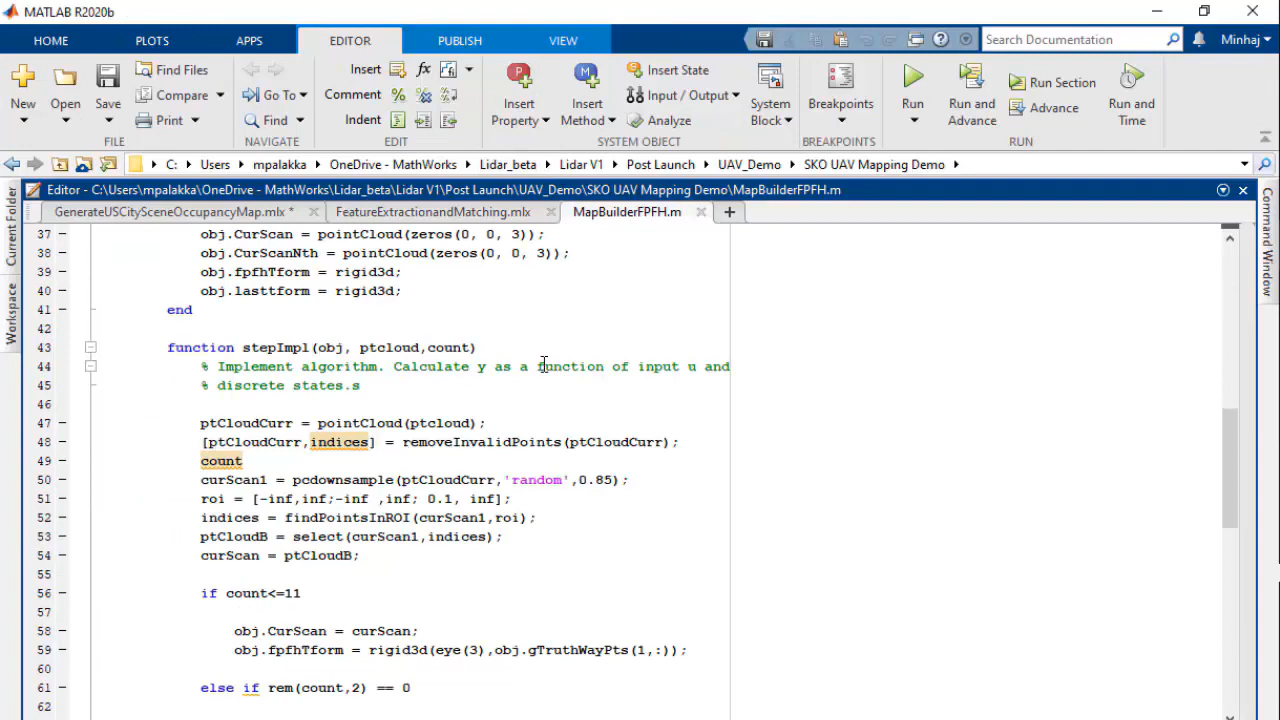 MATLAB R2020b
HOME PLOTS APPS EDITOR PUBLISH VIEW Search Documentation Minhaj
New Open Save Find Files Compare Print
Go To Find
Insert fx Comment Indent
Insert Property Insert Method Insert State Input / Output Analyze System Block
Breakpoints Run Run and Advance Run Section Advance Run and Time
FILE NAVIGATE EDIT SYSTEM OBJECT BREAKPOINTS RUN
C: Users mpalakka OneDrive - MathWorks Lidar_beta Lidar V1 Post Launch UAV_Demo SKO UAV Mapping Demo
Editor - C:\Users\mpalakka\OneDrive - MathWorks\Lidar_beta\Lidar V1\Post Launch\UAV_Demo\SKO UAV Mapping Demo\MapBuilderFPFH.m
GenerateUSCitySceneOccupancyMap.mlx * FeatureExtractionandMatching.mlx MapBuilderFPFH.m
Current Folder
Workspace
Command Window
37 obj.CurScan = pointCloud(zeros(0, 0, 3));
38 obj.CurScanNth = pointCloud(zeros(0, 0, 3));
39 obj.fpfhTform = rigid3d;
40 obj.lasttform = rigid3d;
41 end
42
43 function stepImpl(obj, ptcloud,count)
44 % Implement algorithm. Calculate y as a function of input u and
45 % discrete states.s
46
47 ptCloudCurr = pointCloud(ptcloud);
48 [ptCloudCurr,indices] = removeInvalidPoints(ptCloudCurr);
49 count
50 curScan1 = pcdownsample(ptCloudCurr,'random',0.85);
51 roi = [-inf,inf;-inf ,inf; 0.1, inf];
52 indices = findPointsInROI(curScan1,roi);
53 ptCloudB = select(curScan1,indices);
54 curScan = ptCloudB;
55
56 if count<=11
57
58 obj.CurScan = curScan;
59 obj.fpfhTform = rigid3d(eye(3),obj.gTruthWayPts(1,:));
60
61 else if rem(count,2) == 0
62